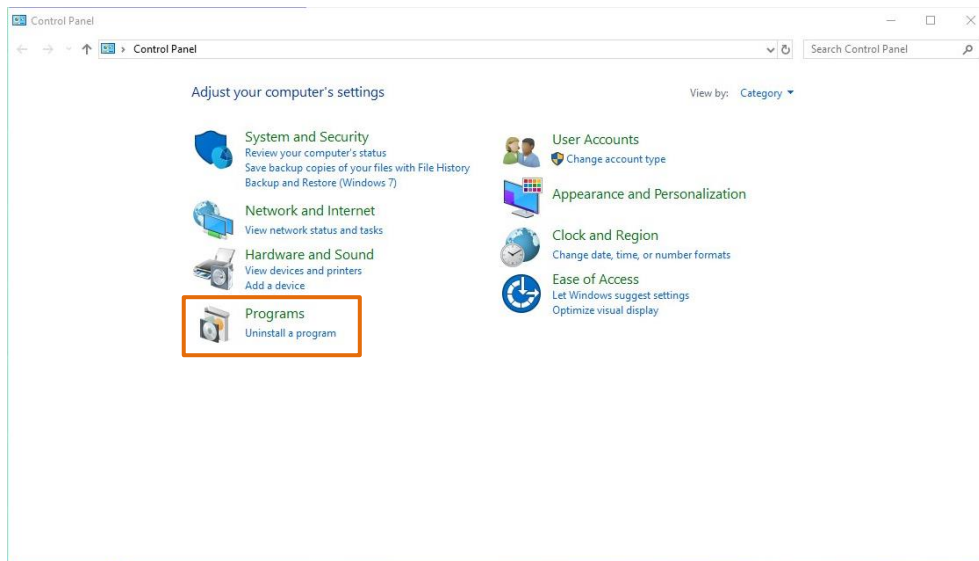 Control Panel
Control Panel
Search Control Panel
Adjust your computer's settings
View by: Category
System and Security
Review your computer's status
Save backup copies of your files with File History
Backup and Restore (Windows 7)
Network and Internet
View network status and tasks
Hardware and Sound
View devices and printers
Add a device
Programs
Uninstall a program
User Accounts
Change account type
Appearance and Personalization
Clock and Region
Change date, time, or number formats
Ease of Access
Let Windows suggest settings
Optimize visual display